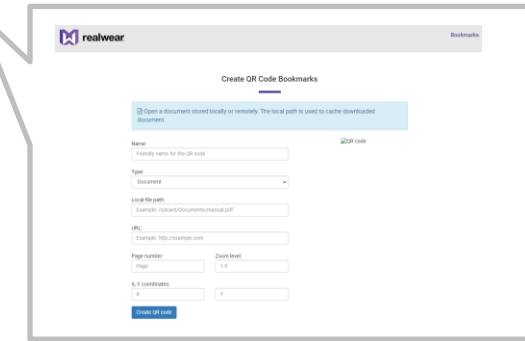 realwear
Bookmarks
Create QR Code Bookmarks
Open a document stored locally or remotely. The local path is used to cache downloaded
document.
Name:
Friendly name for the QR code
QR code
Type:
Document
Local file path:
Example: /sdcard/Documents/manual.pdf
URL:
Example: http://example.com
Page number:
Zoom level:
Page
1-5
X, Y coordinates:
X
Y
Create QR code